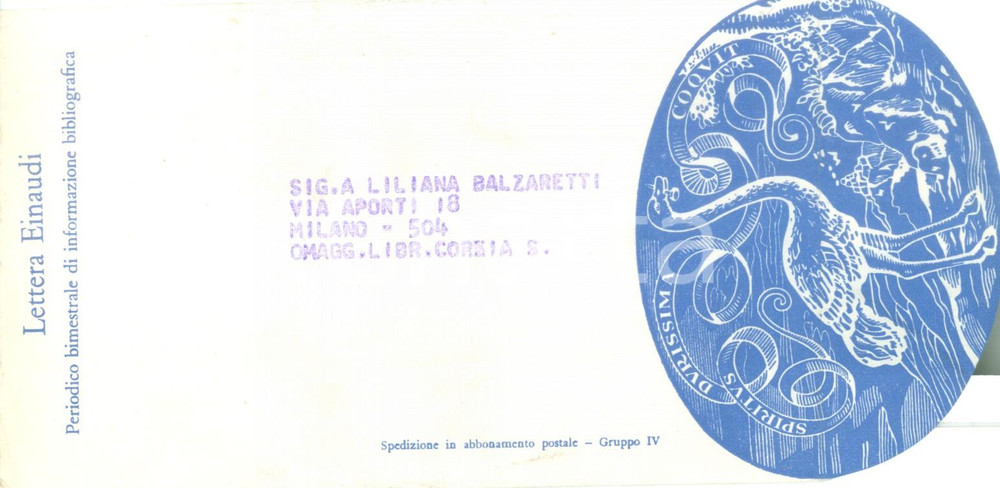 Lettera Einaudi
Periodico bimestrale di informazione bibliografica
SIG.A LILIANA BALZARETTI
VIA APORTI 18
MILANO - 504
OMAGG.LIBR.CORSIA S.
Spedizione in abbonamento postale – Gruppo IV
SPIRITVS
DVRISSIMA
COQVIT